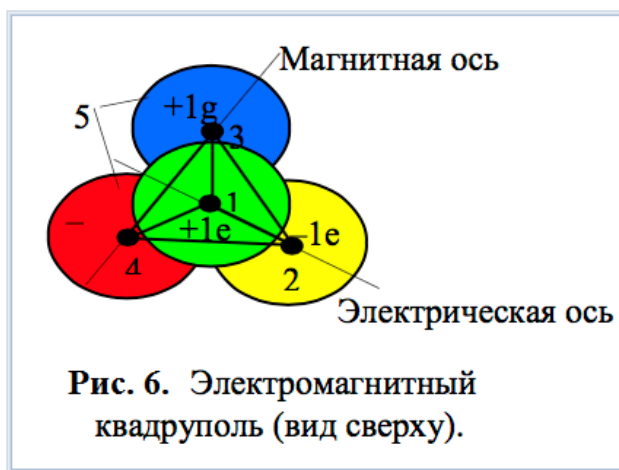 Магнитная ось
+1g
5
3
1
–
+1e
–1e
4
2
Электрическая ось
Рис. 6. Электромагнитный
квадруполь (вид сверху).